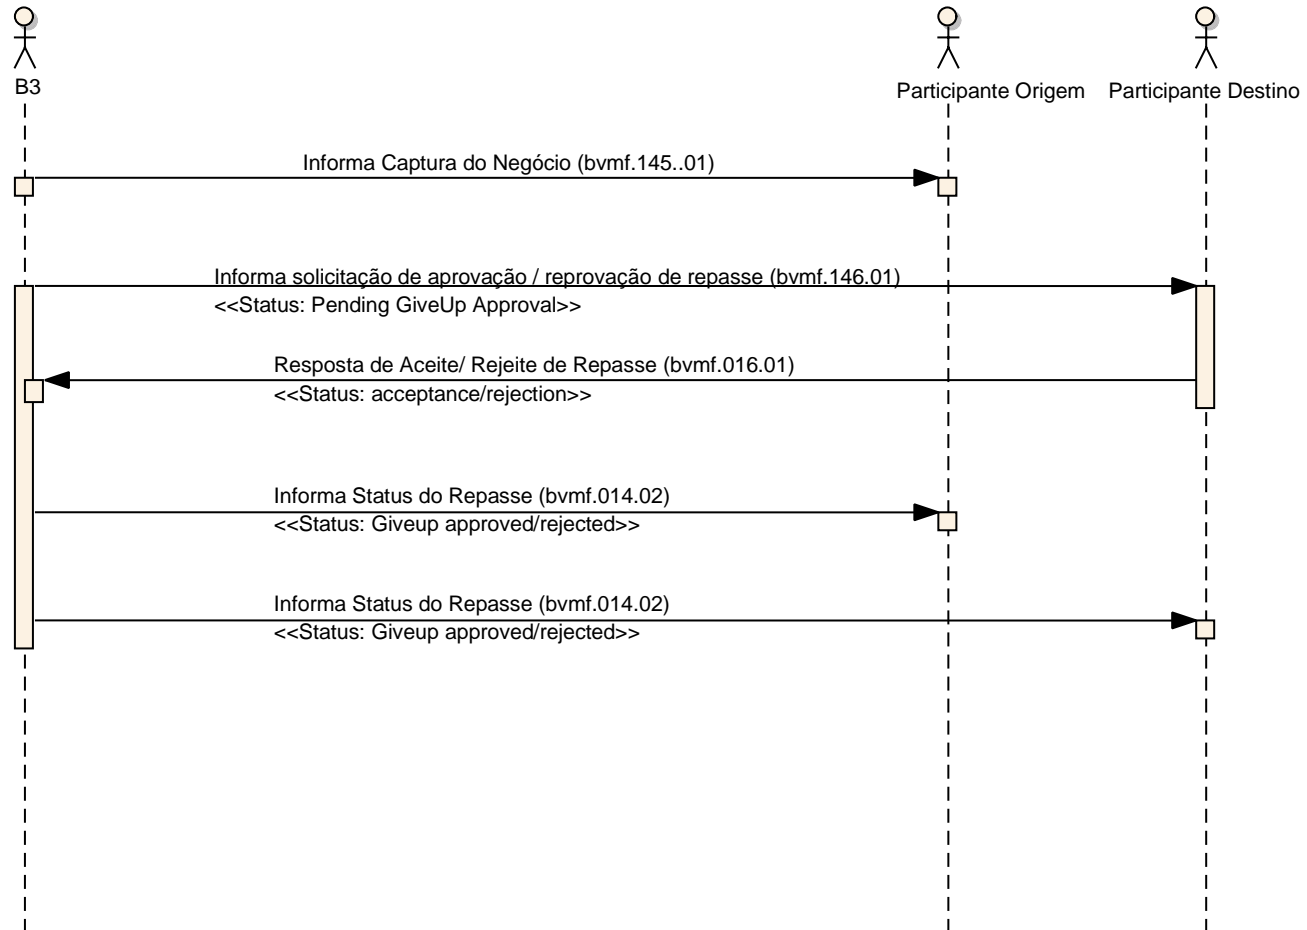 B3
Participante Origem
Participante Destino
Informa Captura do Negócio (bvmf.145..01)
Informa solicitação de aprovação / reprovação de repasse (bvmf.146.01)
<<Status: Pending GiveUp Approval>>
Resposta de Aceite/ Rejeite de Repasse (bvmf.016.01)
<<Status: acceptance/rejection>>
Informa Status do Repasse (bvmf.014.02)
<<Status: Giveup approved/rejected>>
Informa Status do Repasse (bvmf.014.02)
<<Status: Giveup approved/rejected>>